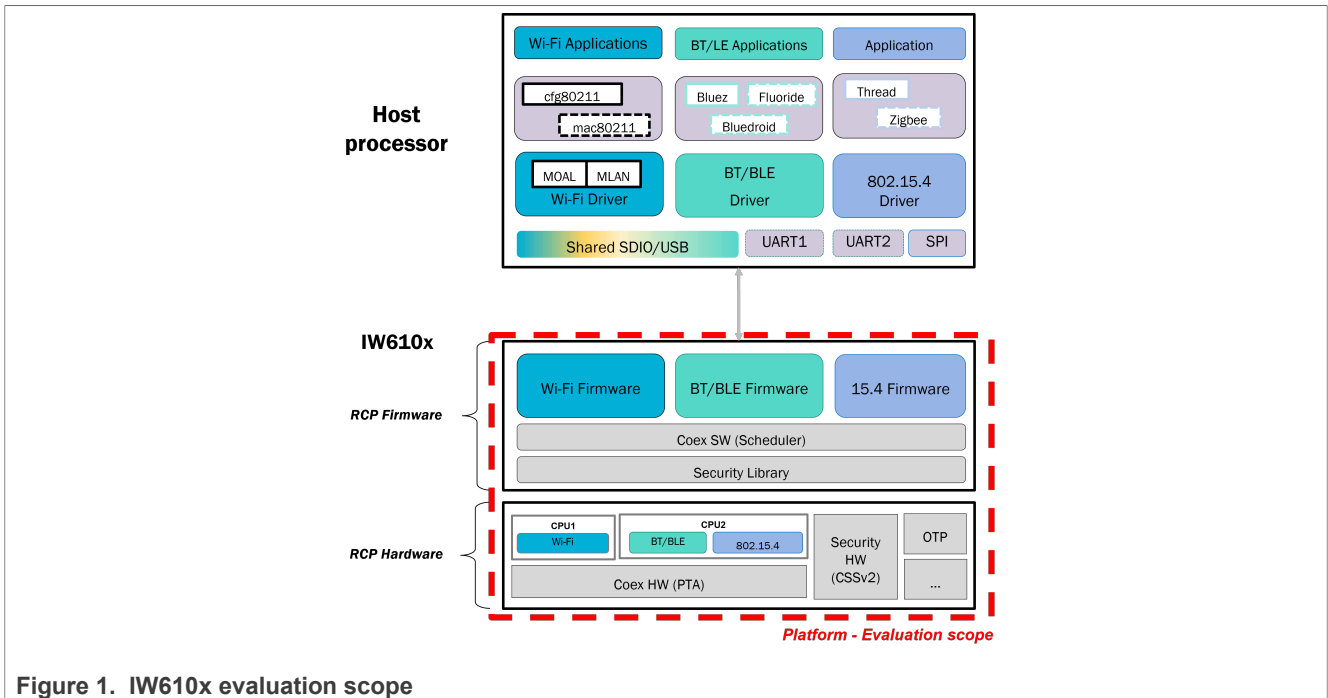 Wi-Fi Applications
BT/LE Applications
Application
Host
processor
cfg80211
mac80211
Bluez
Fluoride
Bluedroid
Thread
Zigbee
MOAL
MLAN
Wi-Fi Driver
BT/BLE
Driver
802.15.4
Driver
Shared SDIO/USB
UART1
UART2
SPI
IW610x
RCP Firmware
Wi-Fi Firmware
BT/BLE Firmware
15.4 Firmware
Coex SW (Scheduler)
Security Library
RCP Hardware
CPU1
Wi-Fi
CPU2
BT/BLE
802.15.4
Coex HW (PTA)
Security
HW
(CSSv2)
OTP
...
Platform - Evaluation scope
Figure 1. IW610x evaluation scope